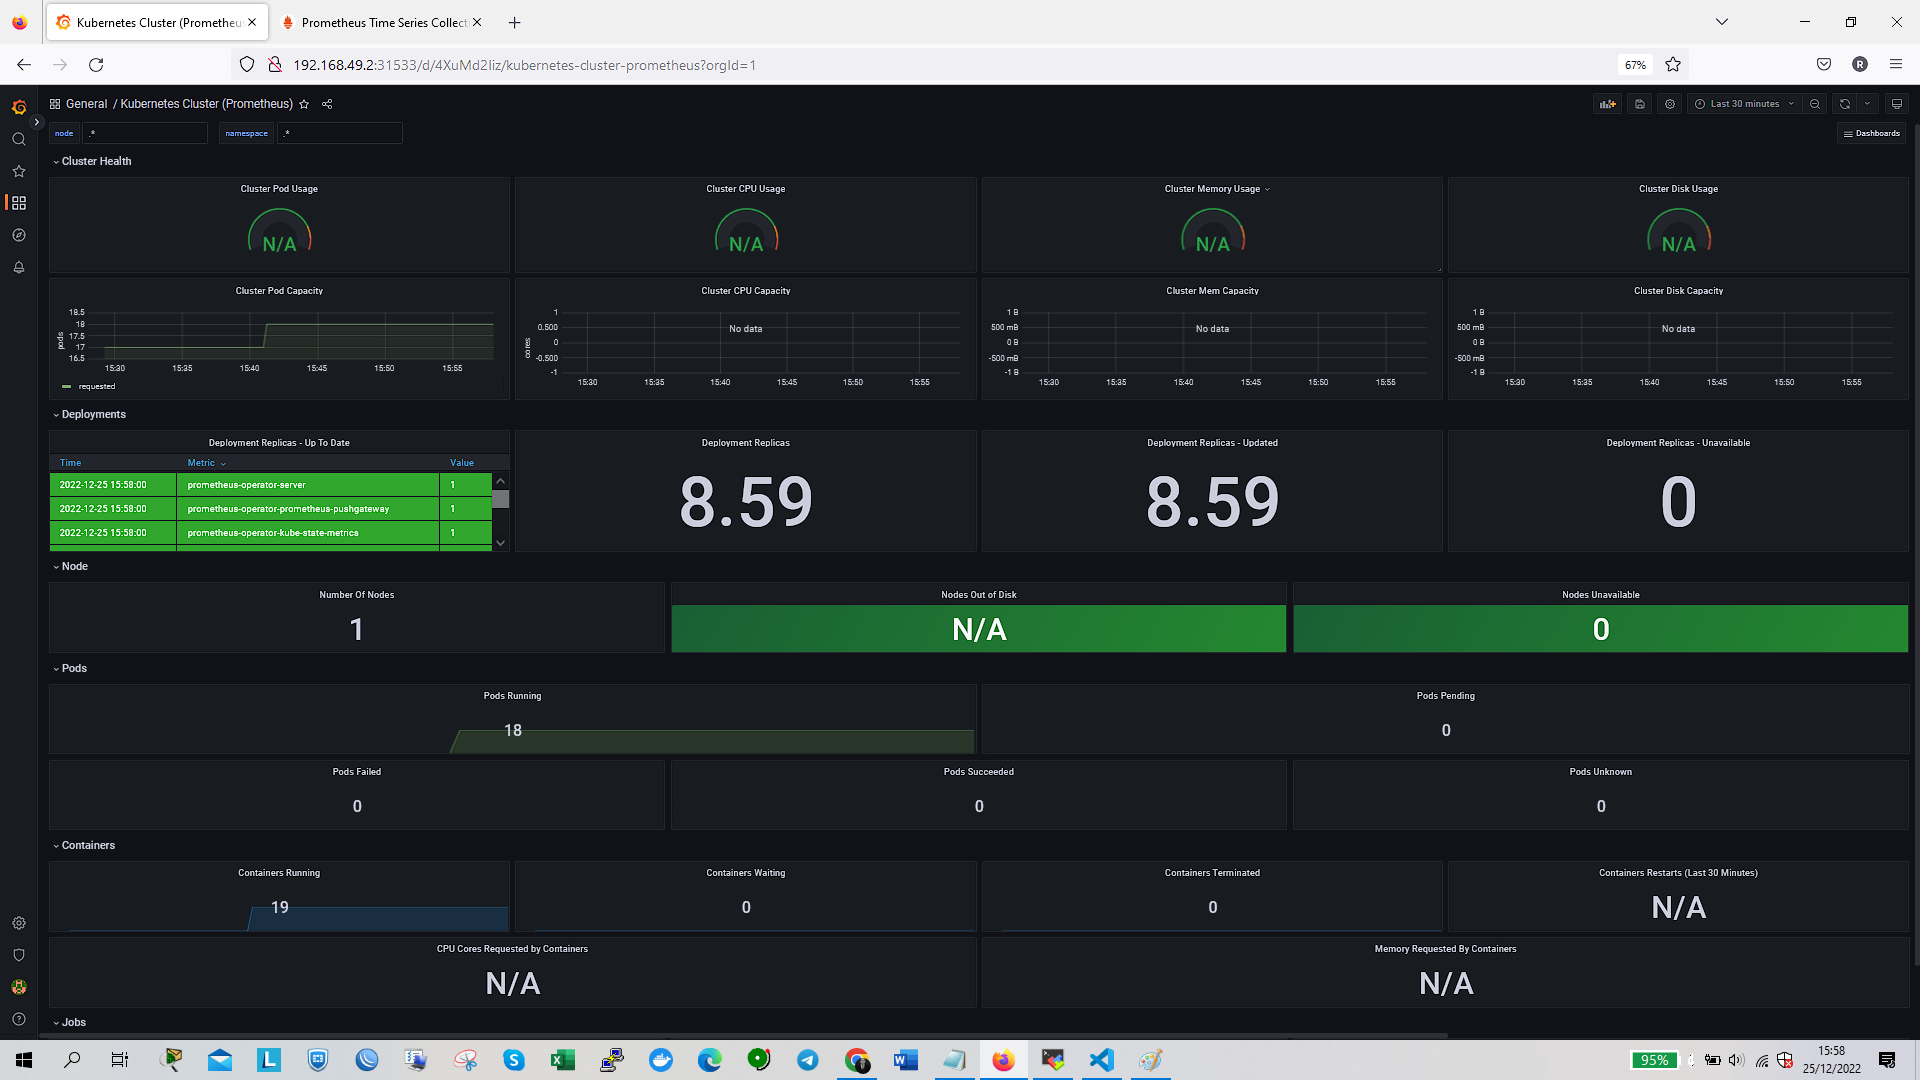 Kubernetes Cluster (Prometheus
Prometheus Time Series Collect
192.168.49.2:31533/d/4XuMd2Iiz/kubernetes-cluster-prometheus?orgId=1
67%
R
General / Kubernetes Cluster (Prometheus)
Last 30 minutes
node .*
namespace .*
Dashboards
Cluster Health
Cluster Pod Usage
N/A
Cluster CPU Usage
N/A
Cluster Memory Usage
N/A
Cluster Disk Usage
N/A
Cluster Pod Capacity
pods
18.5
18
17.5
17
16.5
15:30 15:35 15:40 15:45 15:50 15:55
requested
Cluster CPU Capacity
cores
1
0.500
0
-0.500
-1
No data
15:30 15:35 15:40 15:45 15:50 15:55
Cluster Mem Capacity
1 B
500 mB
0 B
-500 mB
-1 B
No data
15:30 15:35 15:40 15:45 15:50 15:55
Cluster Disk Capacity
1 B
500 mB
0 B
-500 mB
-1 B
No data
15:30 15:35 15:40 15:45 15:50 15:55
Deployments
Deployment Replicas - Up To Date
Time Metric Value
2022-12-25 15:58:00 prometheus-operator-server 1
2022-12-25 15:58:00 prometheus-operator-prometheus-pushgateway 1
2022-12-25 15:58:00 prometheus-operator-kube-state-metrics 1
Deployment Replicas
8.59
Deployment Replicas - Updated
8.59
Deployment Replicas - Unavailable
0
Node
Number Of Nodes
1
Nodes Out of Disk
N/A
Nodes Unavailable
0
Pods
Pods Running
18
Pods Pending
0
Pods Failed
0
Pods Succeeded
0
Pods Unknown
0
Containers
Containers Running
19
Containers Waiting
0
Containers Terminated
0
Containers Restarts (Last 30 Minutes)
N/A
CPU Cores Requested by Containers
N/A
Memory Requested By Containers
N/A
Jobs
95%
15:58
25/12/2022